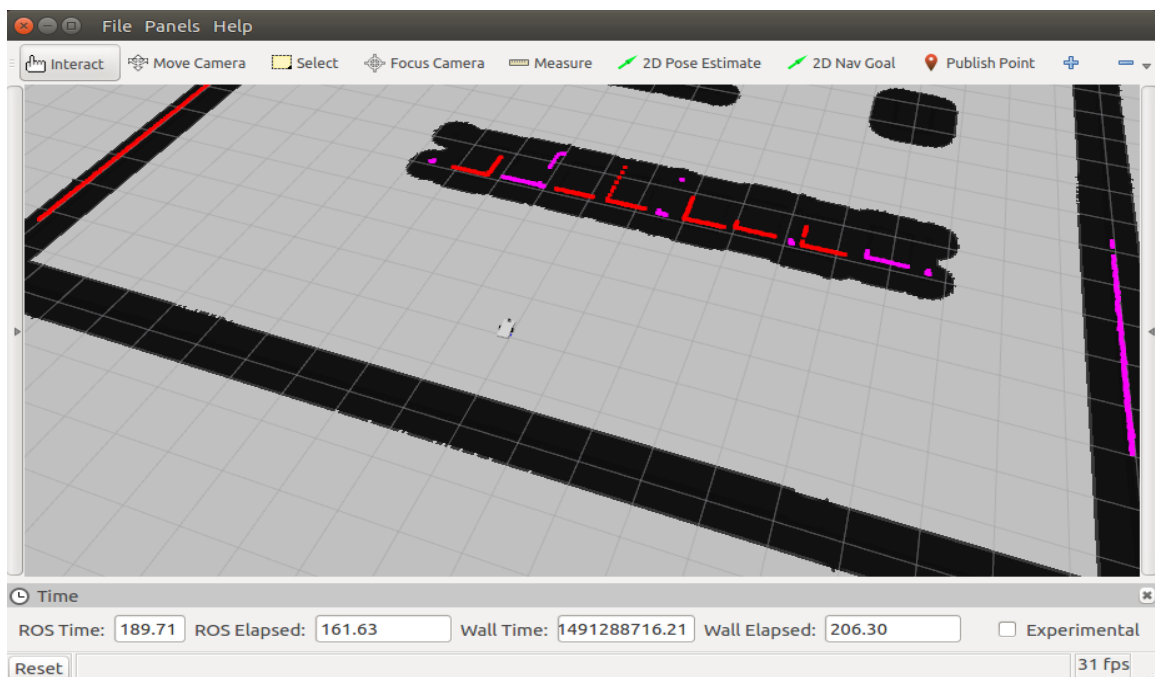 File Panels Help
Interact Move Camera Select Focus Camera Measure 2D Pose Estimate 2D Nav Goal Publish Point
Time
ROS Time: 189.71 ROS Elapsed: 161.63 Wall Time: 1491288716.21 Wall Elapsed: 206.30 Experimental
Reset 31 fps